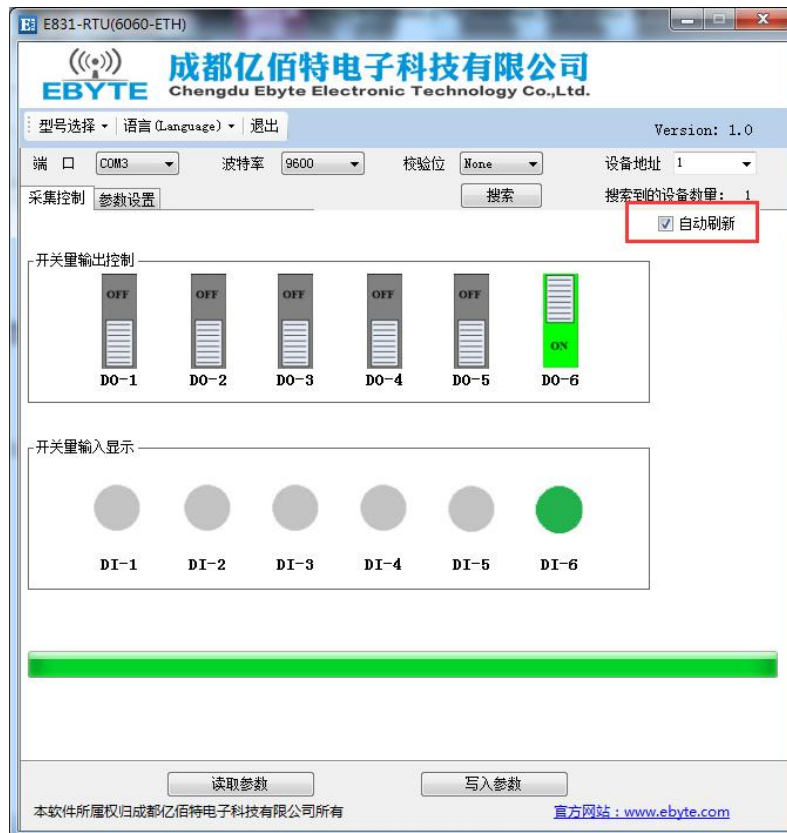 E831-RTU(6060-ETH)
EBYTE
成都亿佰特电子科技有限公司
Chengdu Ebyte Electronic Technology Co.,Ltd.
型号选择 语言(Language) 退出
Version: 1.0
端 口 COM3 波特率 9600 校验位 None 设备地址 1
采集控制 参数设置 搜索 搜索到的设备数量: 1
自动刷新
开关里输出控制
OFF OFF OFF OFF OFF
ON
DO-1 DO-2 DO-3 DO-4 DO-5 DO-6
开关里输入显示
DI-1 DI-2 DI-3 DI-4 DI-5 DI-6
读取参数 写入参数
本软件所属权归成都亿佰特电子科技有限公司所有 官方网站：www.ebyte.com